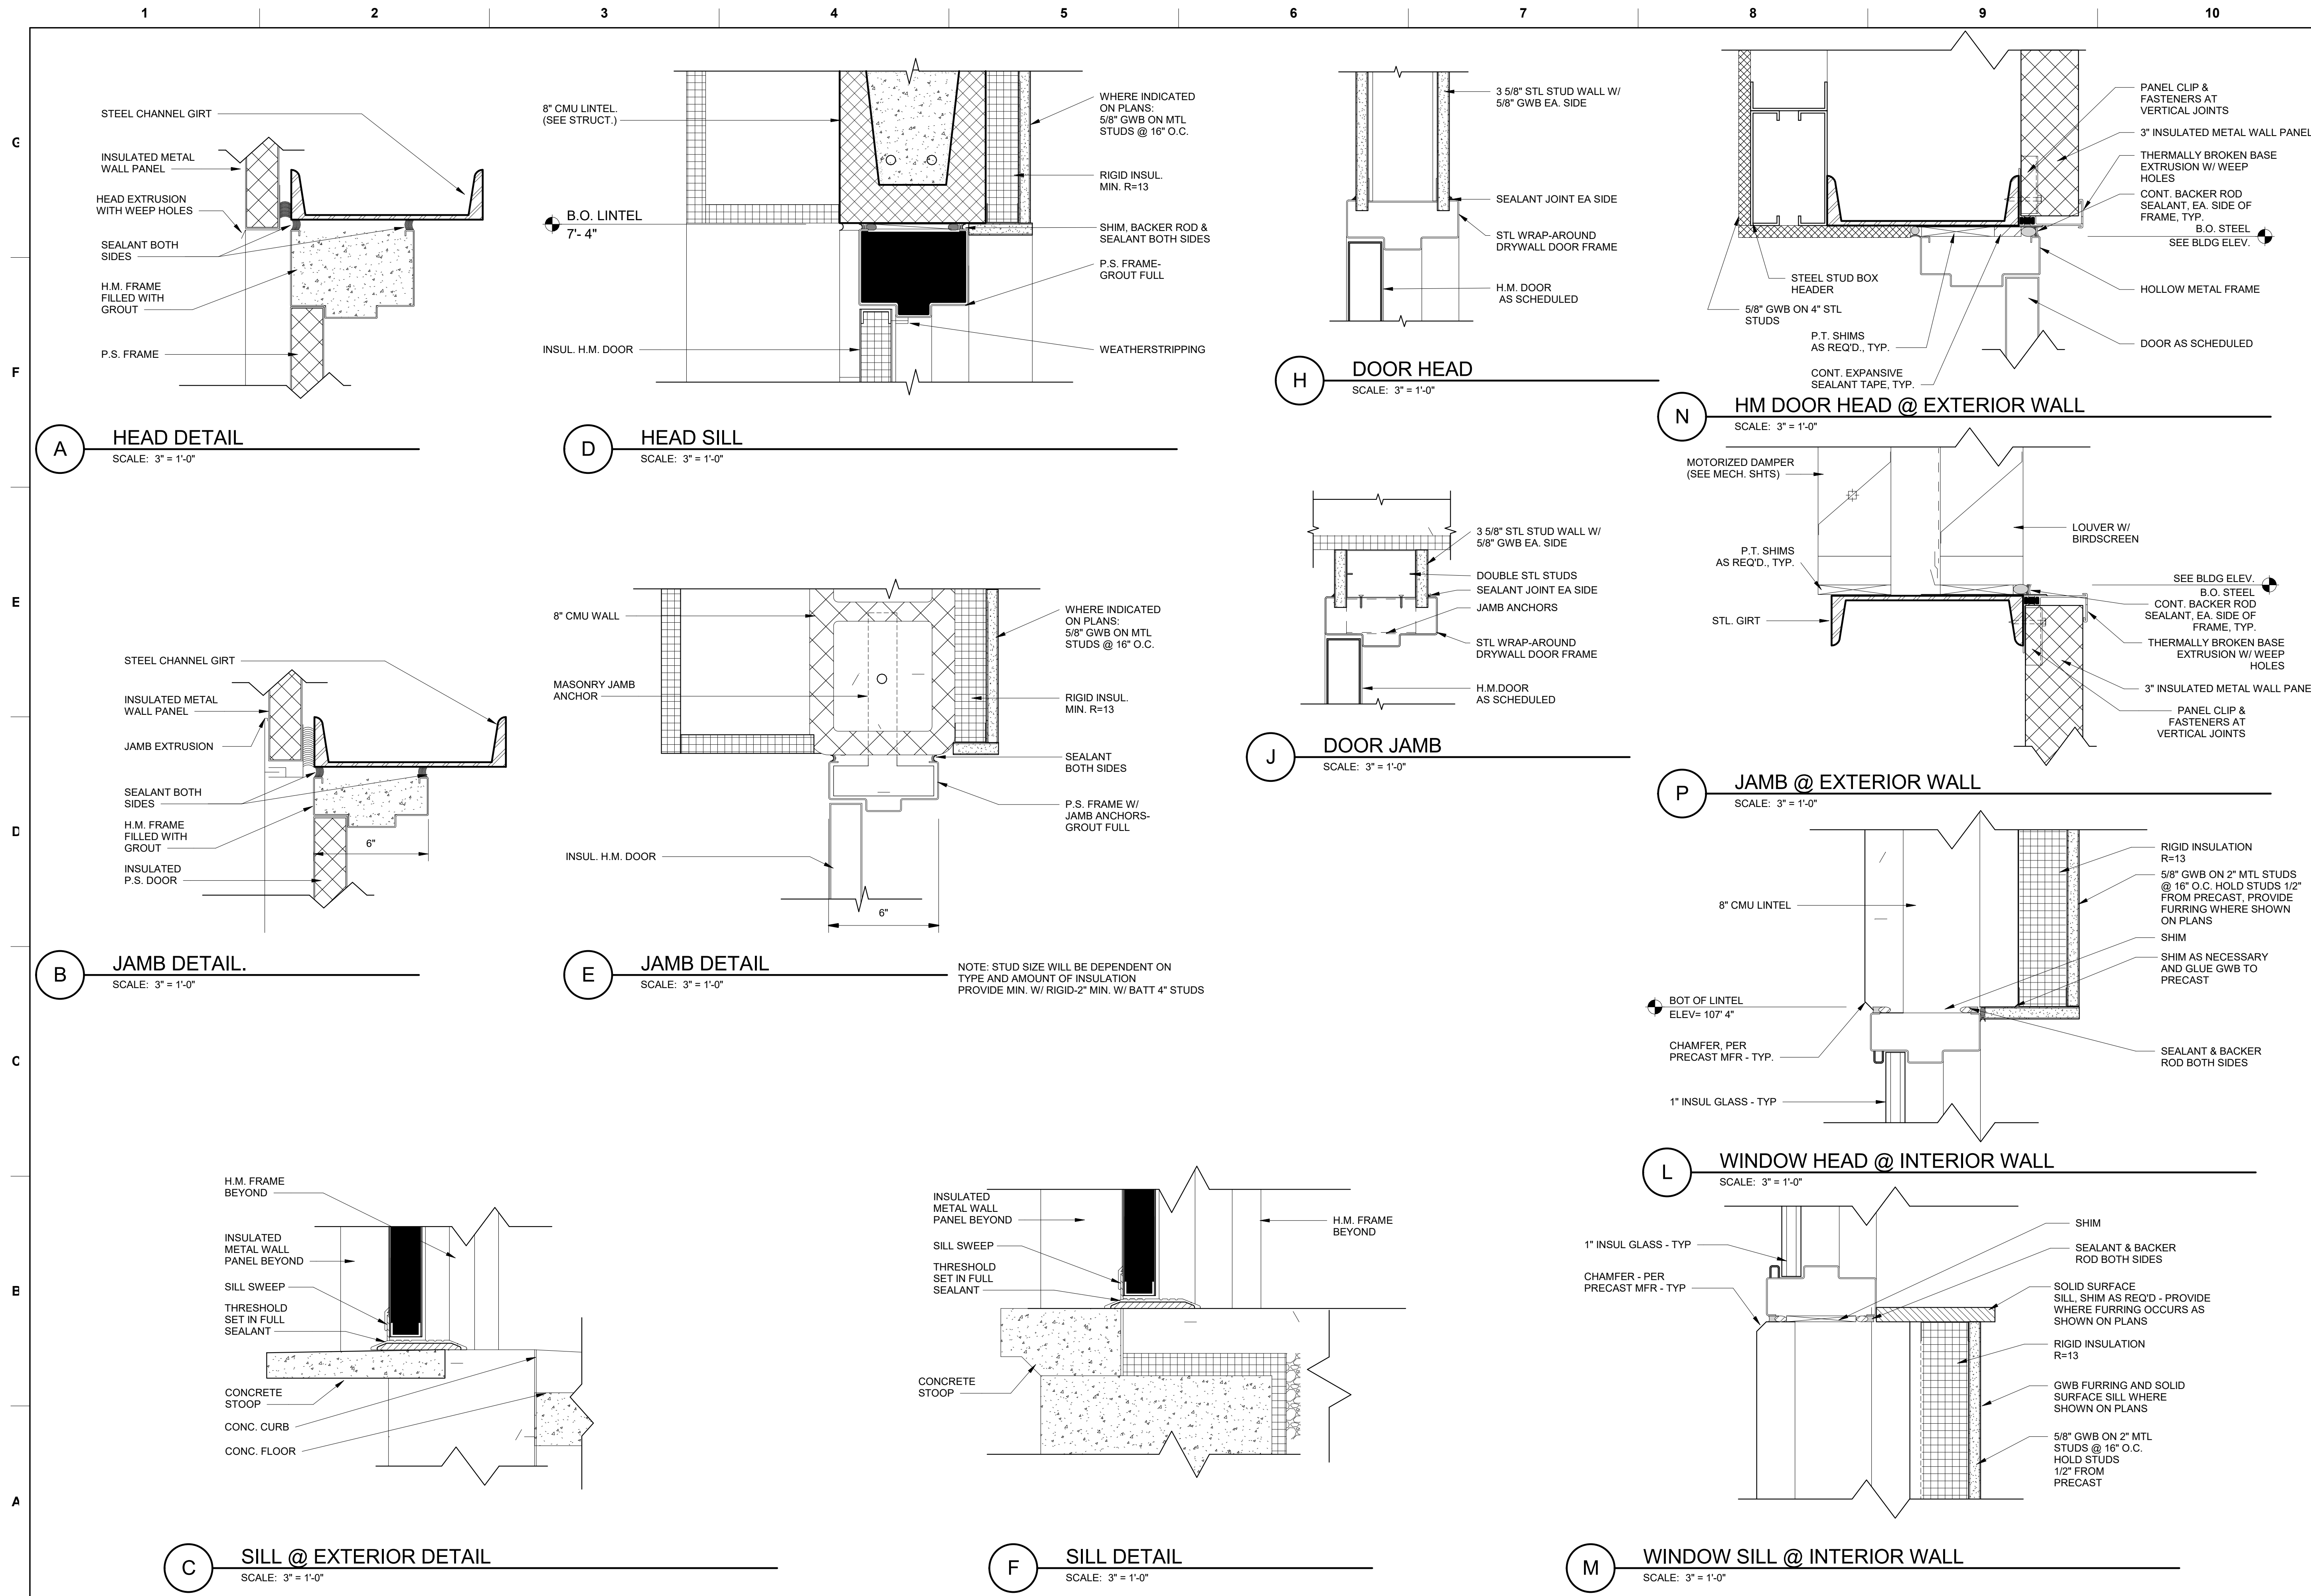 1 2 3 4 5 6 7 8 9 10
G
F
E
D
C
B
A
STEEL CHANNEL GIRT
INSULATED METAL
WALL PANEL
HEAD EXTRUSION
WITH WEEP HOLES
SEALANT BOTH
SIDES
H.M. FRAME
FILLED WITH
GROUT
P.S. FRAME
A
HEAD DETAIL
SCALE: 3" = 1'-0"
8" CMU LINTEL.
(SEE STRUCT.)
B.O. LINTEL
7'- 4"
INSUL. H.M. DOOR
WHERE INDICATED
ON PLANS:
5/8" GWB ON MTL
STUDS @ 16" O.C.
RIGID INSUL.
MIN. R=13
SHIM, BACKER ROD &
SEALANT BOTH SIDES
P.S. FRAME-
GROUT FULL
WEATHERSTRIPPING
D
HEAD SILL
SCALE: 3" = 1'-0"
3 5/8" STL STUD WALL W/
5/8" GWB EA. SIDE
SEALANT JOINT EA SIDE
STL WRAP-AROUND
DRYWALL DOOR FRAME
H.M. DOOR
AS SCHEDULED
H
DOOR HEAD
SCALE: 3" = 1'-0"
PANEL CLIP &
FASTENERS AT
VERTICAL JOINTS
3" INSULATED METAL WALL PANEL
THERMALLY BROKEN BASE
EXTRUSION W/ WEEP
HOLES
CONT. BACKER ROD
SEALANT, EA. SIDE OF
FRAME, TYP.
B.O. STEEL
SEE BLDG ELEV.
STEEL STUD BOX
HEADER
HOLLOW METAL FRAME
5/8" GWB ON 4" STL
STUDS
P.T. SHIMS
AS REQ'D., TYP.
DOOR AS SCHEDULED
CONT. EXPANSIVE
SEALANT TAPE, TYP.
N
HM DOOR HEAD @ EXTERIOR WALL
SCALE: 3" = 1'-0"
STEEL CHANNEL GIRT
INSULATED METAL
WALL PANEL
JAMB EXTRUSION
SEALANT BOTH
SIDES
H.M. FRAME
FILLED WITH
GROUT
6"
INSULATED
P.S. DOOR
B
JAMB DETAIL.
SCALE: 3" = 1'-0"
8" CMU WALL
MASONRY JAMB
ANCHOR
INSUL. H.M. DOOR
6"
WHERE INDICATED
ON PLANS:
5/8" GWB ON MTL
STUDS @ 16" O.C.
RIGID INSUL.
MIN. R=13
SEALANT
BOTH SIDES
P.S. FRAME W/
JAMB ANCHORS-
GROUT FULL
E
JAMB DETAIL
SCALE: 3" = 1'-0"
NOTE: STUD SIZE WILL BE DEPENDENT ON
TYPE AND AMOUNT OF INSULATION
PROVIDE MIN. W/ RIGID-2" MIN. W/ BATT 4" STUDS
3 5/8" STL STUD WALL W/
5/8" GWB EA. SIDE
DOUBLE STL STUDS
SEALANT JOINT EA SIDE
JAMB ANCHORS
STL WRAP-AROUND
DRYWALL DOOR FRAME
H.M.DOOR
AS SCHEDULED
J
DOOR JAMB
SCALE: 3" = 1'-0"
MOTORIZED DAMPER
(SEE MECH. SHTS)
LOUVER W/
BIRDSCREEN
P.T. SHIMS
AS REQ'D., TYP.
STL. GIRT
SEE BLDG ELEV.
B.O. STEEL
CONT. BACKER ROD
SEALANT, EA. SIDE OF
FRAME, TYP.
THERMALLY BROKEN BASE
EXTRUSION W/ WEEP
HOLES
3" INSULATED METAL WALL PANE
PANEL CLIP &
FASTENERS AT
VERTICAL JOINTS
P
JAMB @ EXTERIOR WALL
SCALE: 3" = 1'-0"
8" CMU LINTEL
BOT OF LINTEL
ELEV= 107' 4"
CHAMFER, PER
PRECAST MFR - TYP.
1" INSUL GLASS - TYP
RIGID INSULATION
R=13
5/8" GWB ON 2" MTL STUDS
@ 16" O.C. HOLD STUDS 1/2"
FROM PRECAST, PROVIDE
FURRING WHERE SHOWN
ON PLANS
SHIM
SHIM AS NECESSARY
AND GLUE GWB TO
PRECAST
SEALANT & BACKER
ROD BOTH SIDES
L
WINDOW HEAD @ INTERIOR WALL
SCALE: 3" = 1'-0"
H.M. FRAME
BEYOND
INSULATED
METAL WALL
PANEL BEYOND
SILL SWEEP
THRESHOLD
SET IN FULL
SEALANT
CONCRETE
STOOP
CONC. CURB
CONC. FLOOR
C
SILL @ EXTERIOR DETAIL
SCALE: 3" = 1'-0"
INSULATED
METAL WALL
PANEL BEYOND
SILL SWEEP
THRESHOLD
SET IN FULL
SEALANT
CONCRETE
STOOP
H.M. FRAME
BEYOND
F
SILL DETAIL
SCALE: 3" = 1'-0"
1" INSUL GLASS - TYP
CHAMFER - PER
PRECAST MFR - TYP
SHIM
SEALANT & BACKER
ROD BOTH SIDES
SOLID SURFACE
SILL, SHIM AS REQ'D - PROVIDE
WHERE FURRING OCCURS AS
SHOWN ON PLANS
RIGID INSULATION
R=13
GWB FURRING AND SOLID
SURFACE SILL WHERE
SHOWN ON PLANS
5/8" GWB ON 2" MTL
STUDS @ 16" O.C.
HOLD STUDS
1/2" FROM
PRECAST
M
WINDOW SILL @ INTERIOR WALL
SCALE: 3" = 1'-0"